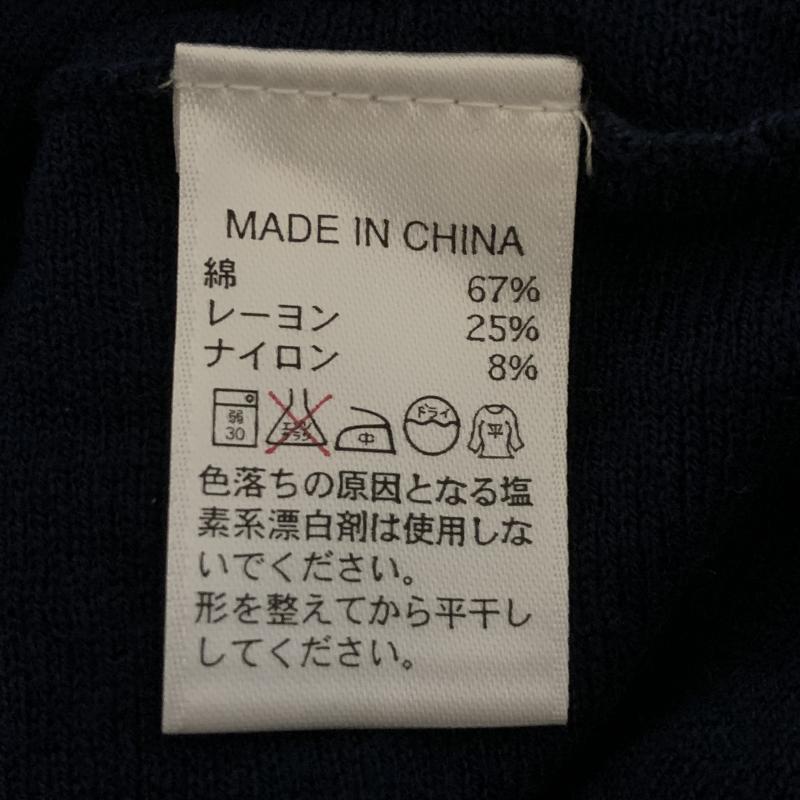 MADE IN CHINA
綿 67%
レーヨン 25%
ナイロン 8%
弱 30 エンソサラシ 中 ドライ 平
色落ちの原因となる塩
素系漂白剤は使用しな
いでください。
形を整えてから平干し
してください。